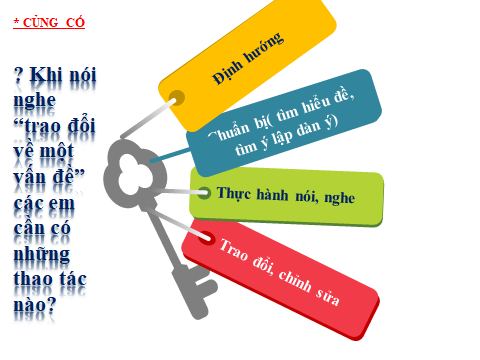 * CỦNG CỐ
? Khi nói
nghe
“trao đổi
về một
vấn đề”
các em
cần có
những
thao tác
nào?
Định hướng
Chuẩn bị( tìm hiểu đề,
tìm ý lập dàn ý)
Thực hành nói, nghe
Trao đổi, chỉnh sửa